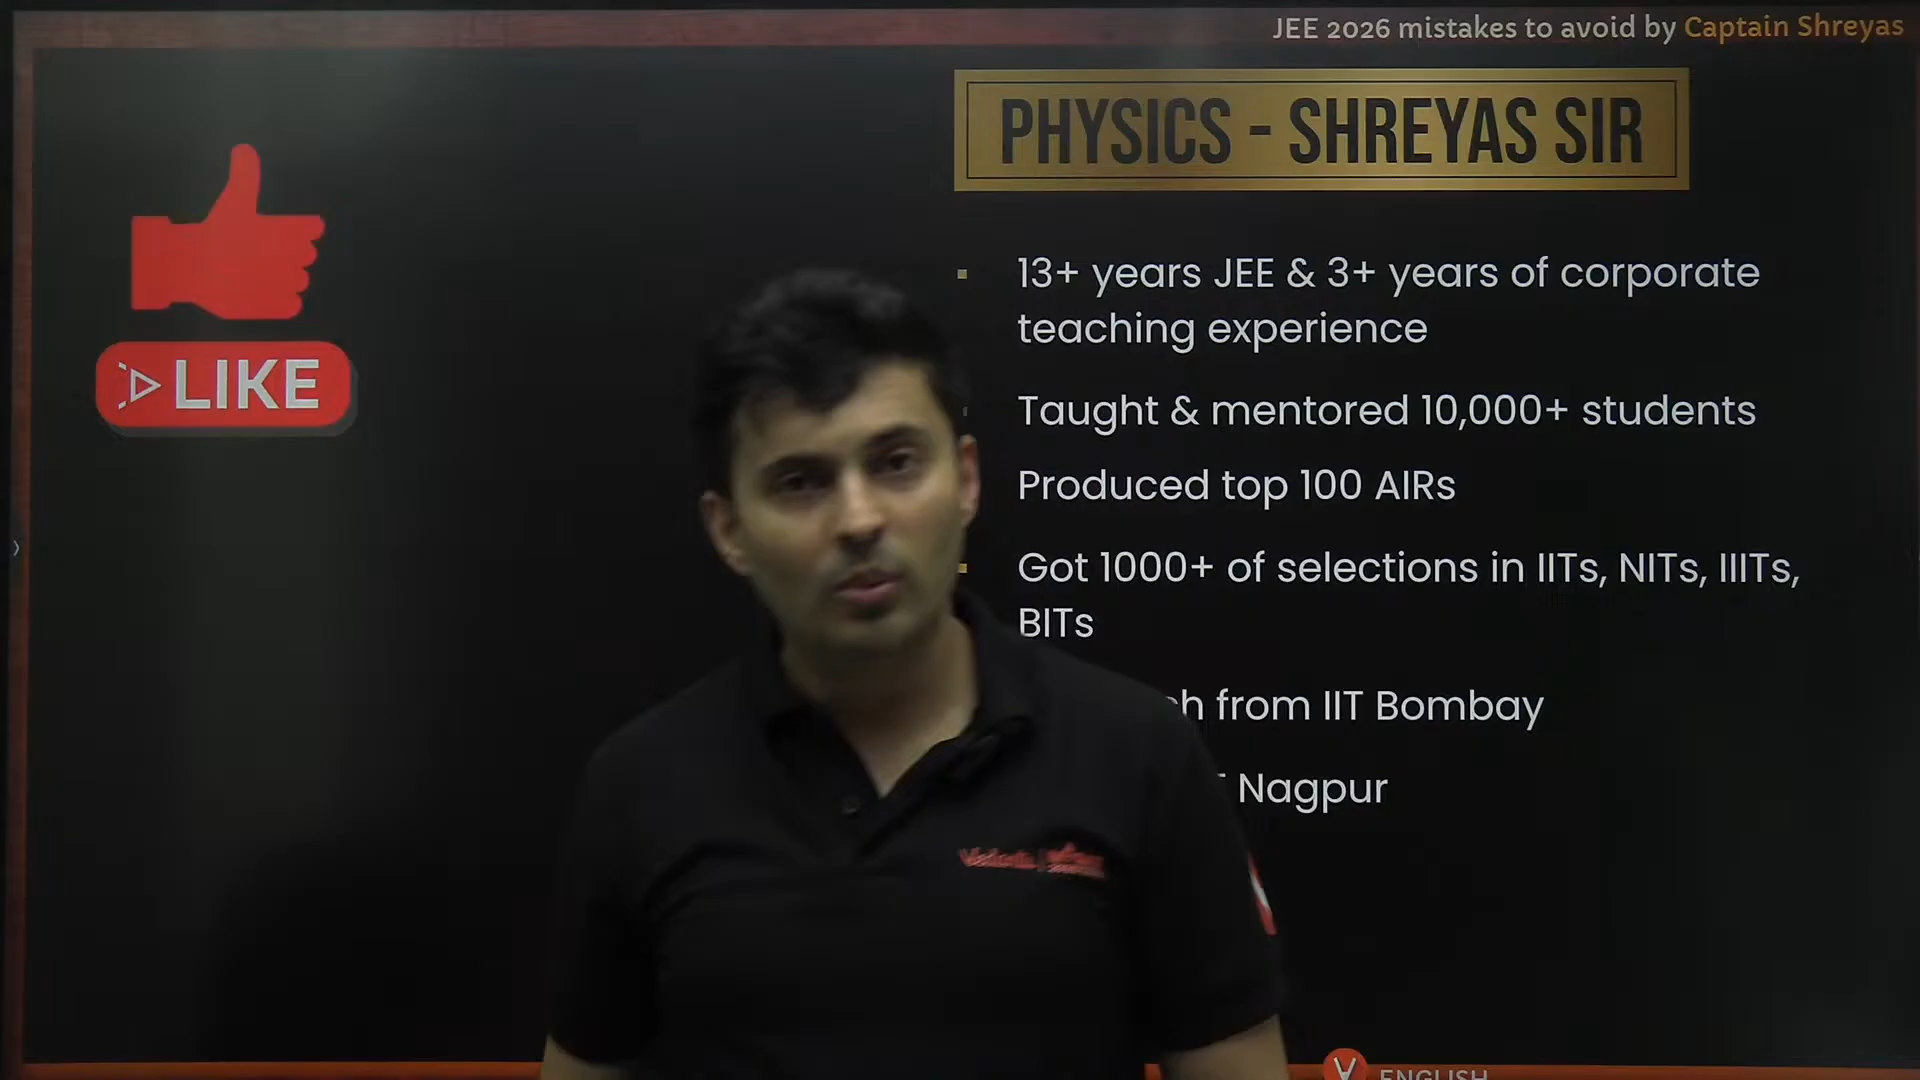 JEE 2026 mistakes to avoid by Captain Shreyas
PHYSICS - SHREYAS SIR
LIKE
13+ years JEE & 3+ years of corporate
teaching experience
Taught & mentored 10,000+ students
Produced top 100 AIRs
Got 1000+ of selections in IITs, NITs, IIITs,
BITs
from IIT Bombay
Nagpur
Vedantu
ENGLISH